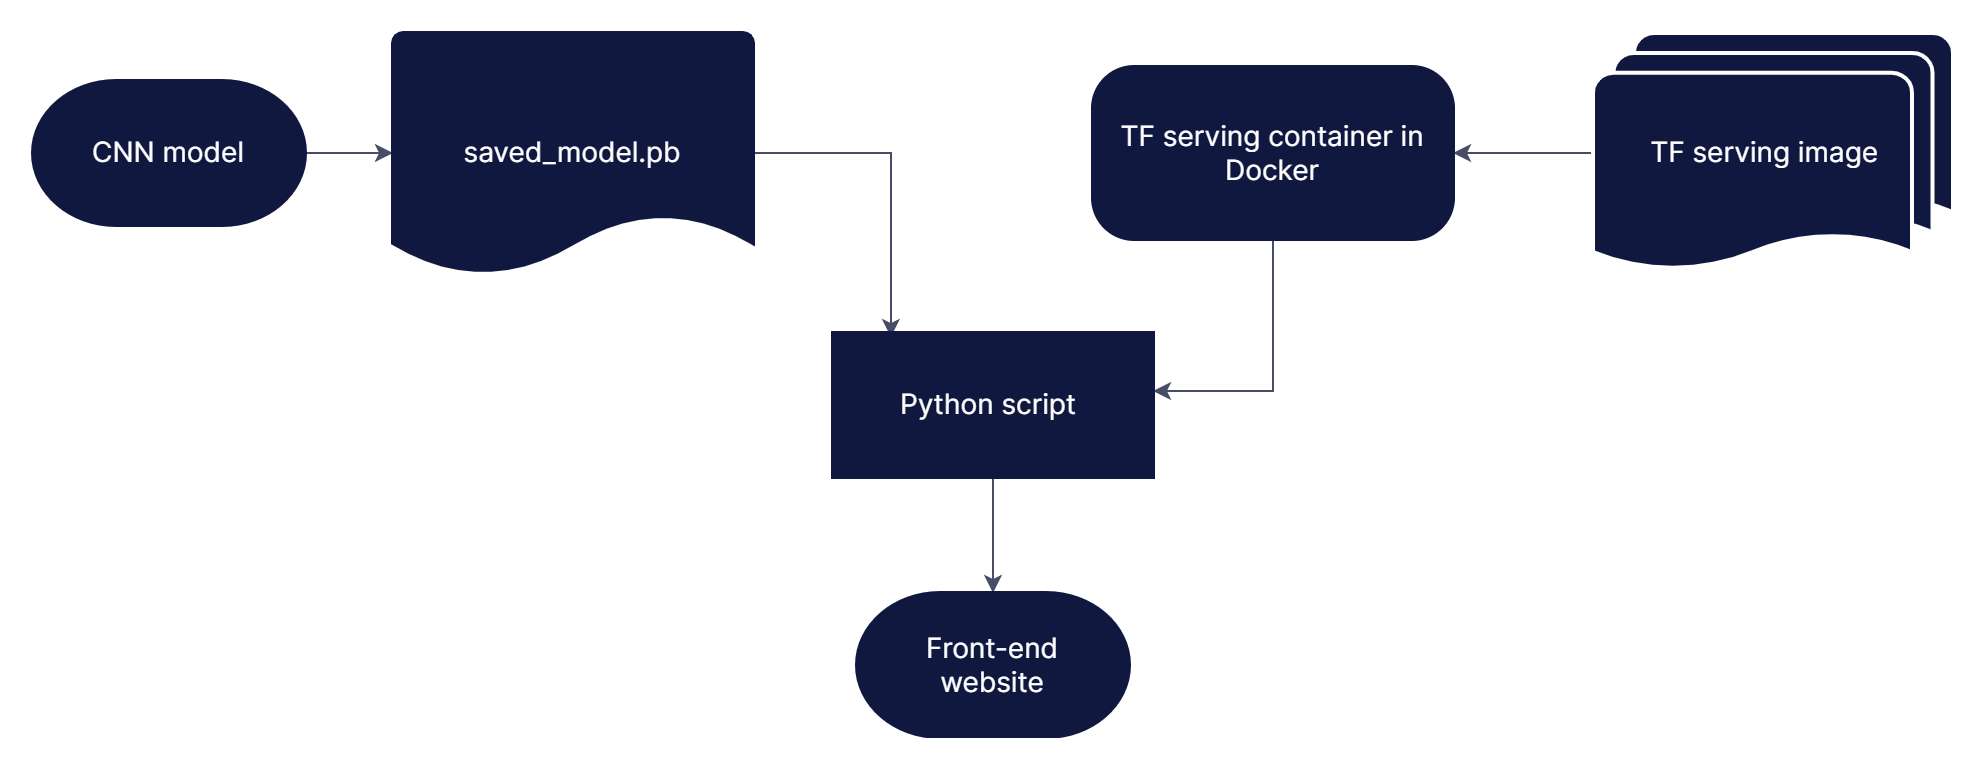 CNN model
saved_model.pb
TF serving container in
Docker
TF serving image
Python script
Front-end
website